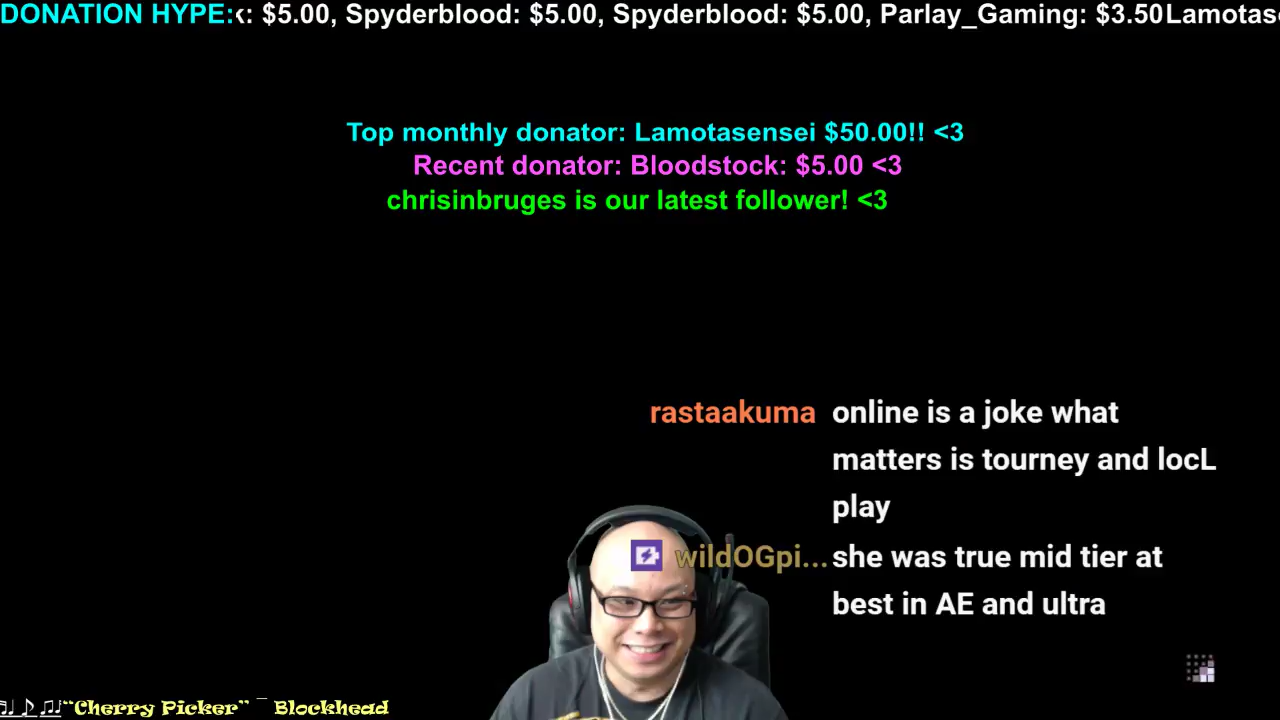 DONATION HYPE: $5.00, Spyderblood: $5.00, Spyderblood: $5.00, Parlay_Gaming: $3.50Lamotas
Top monthly donator: Lamotasensei $50.00!! <3
Recent donator: Bloodstock: $5.00 <3
chrisinbruges is our latest follower! <3
rastaakuma online is a joke what
matters is tourney and locL
play
wildOGpi... she was true mid tier at
best in AE and ultra
♫ ♪ ♫"Cherry Picker" - Blockhead